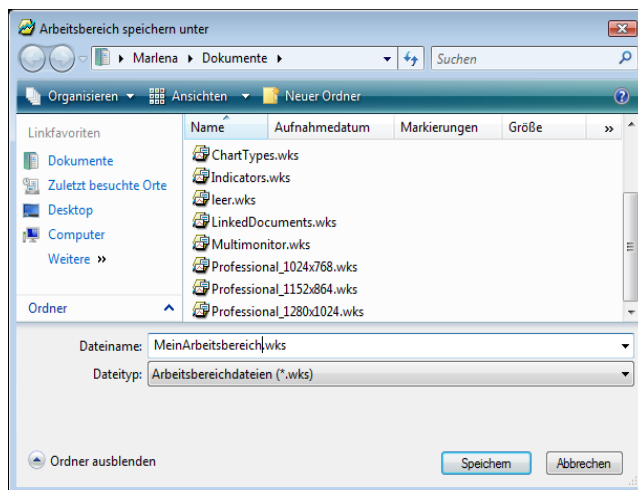 Arbeitsbereich speichern unter
Marlena Dokumente Suchen
Organisieren Ansichten Neuer Ordner
Linkfavoriten
Dokumente
Zuletzt besuchte Orte
Desktop
Computer
Weitere »
Ordner
Name Aufnahmedatum Markierungen Größe »
ChartTypes.wks
Indicators.wks
leer.wks
LinkedDocuments.wks
Multimonitor.wks
Professional_1024x768.wks
Professional_1152x864.wks
Professional_1280x1024.wks
Dateiname: MeinArbeitsbereich.wks
Dateityp: Arbeitsbereichdateien (*.wks)
Ordner ausblenden Speichern Abbrechen